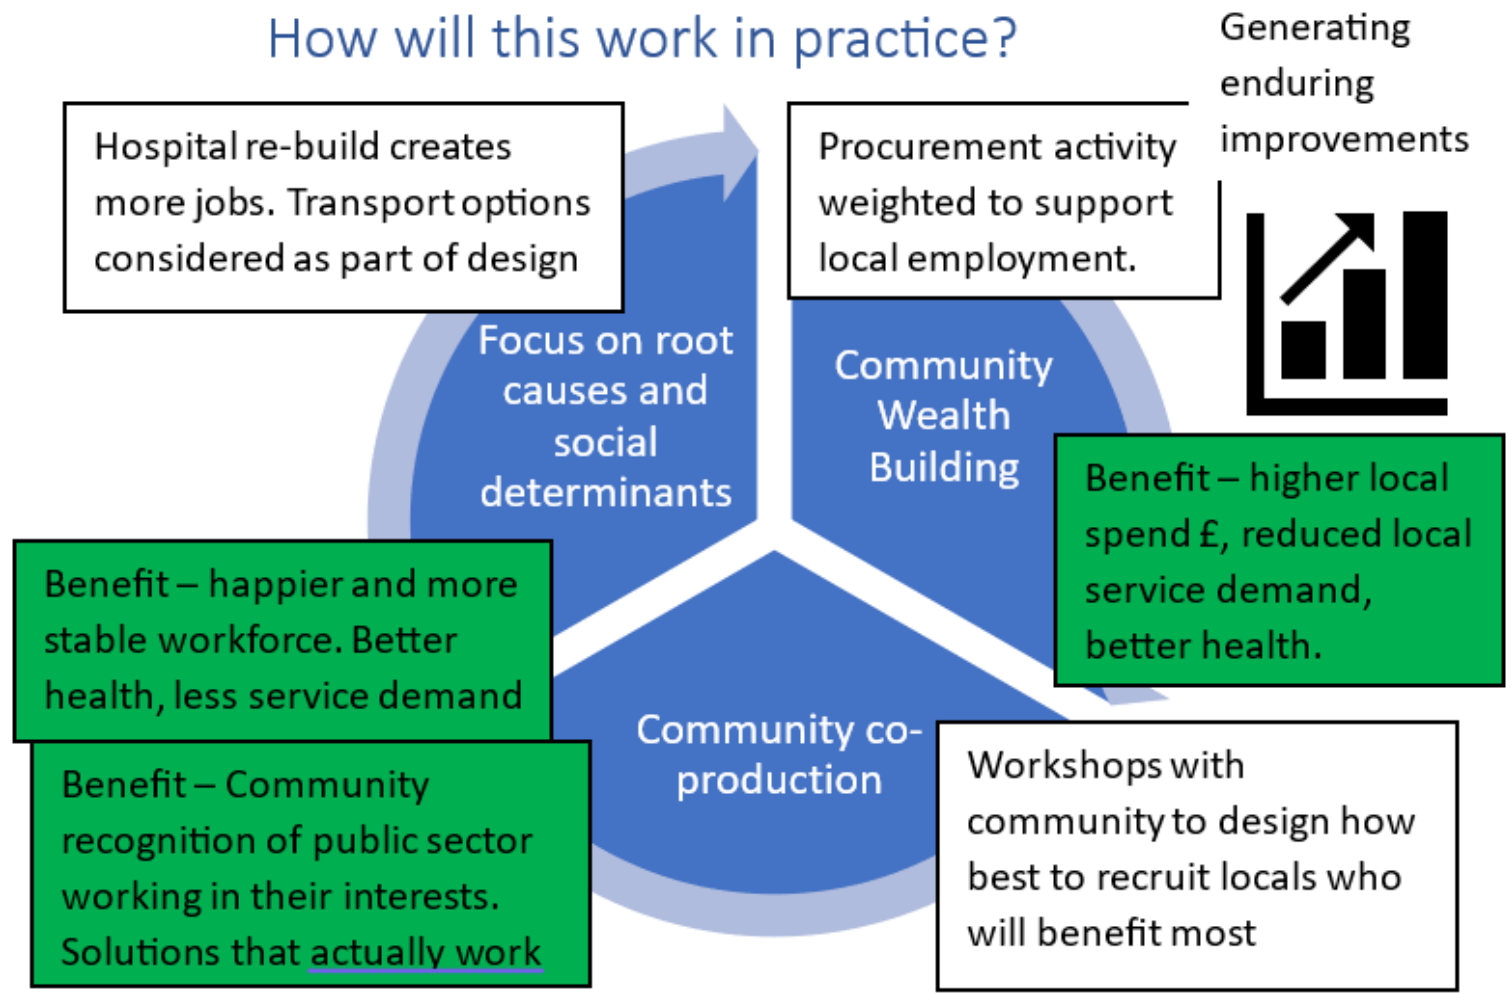 How will this work in practice?
Generating
enduring
improvements
Hospital re-build creates
more jobs. Transport options
considered as part of design
Procurement activity
weighted to support
local employment.
Focus on root
causes and
social
determinants
Community
Wealth
Building
Benefit – higher local
spend £, reduced local
service demand,
better health.
Benefit – happier and more
stable workforce. Better
health, less service demand
Community co-
production
Workshops with
community to design how
best to recruit locals who
will benefit most
Benefit – Community
recognition of public sector
working in their interests.
Solutions that actually work